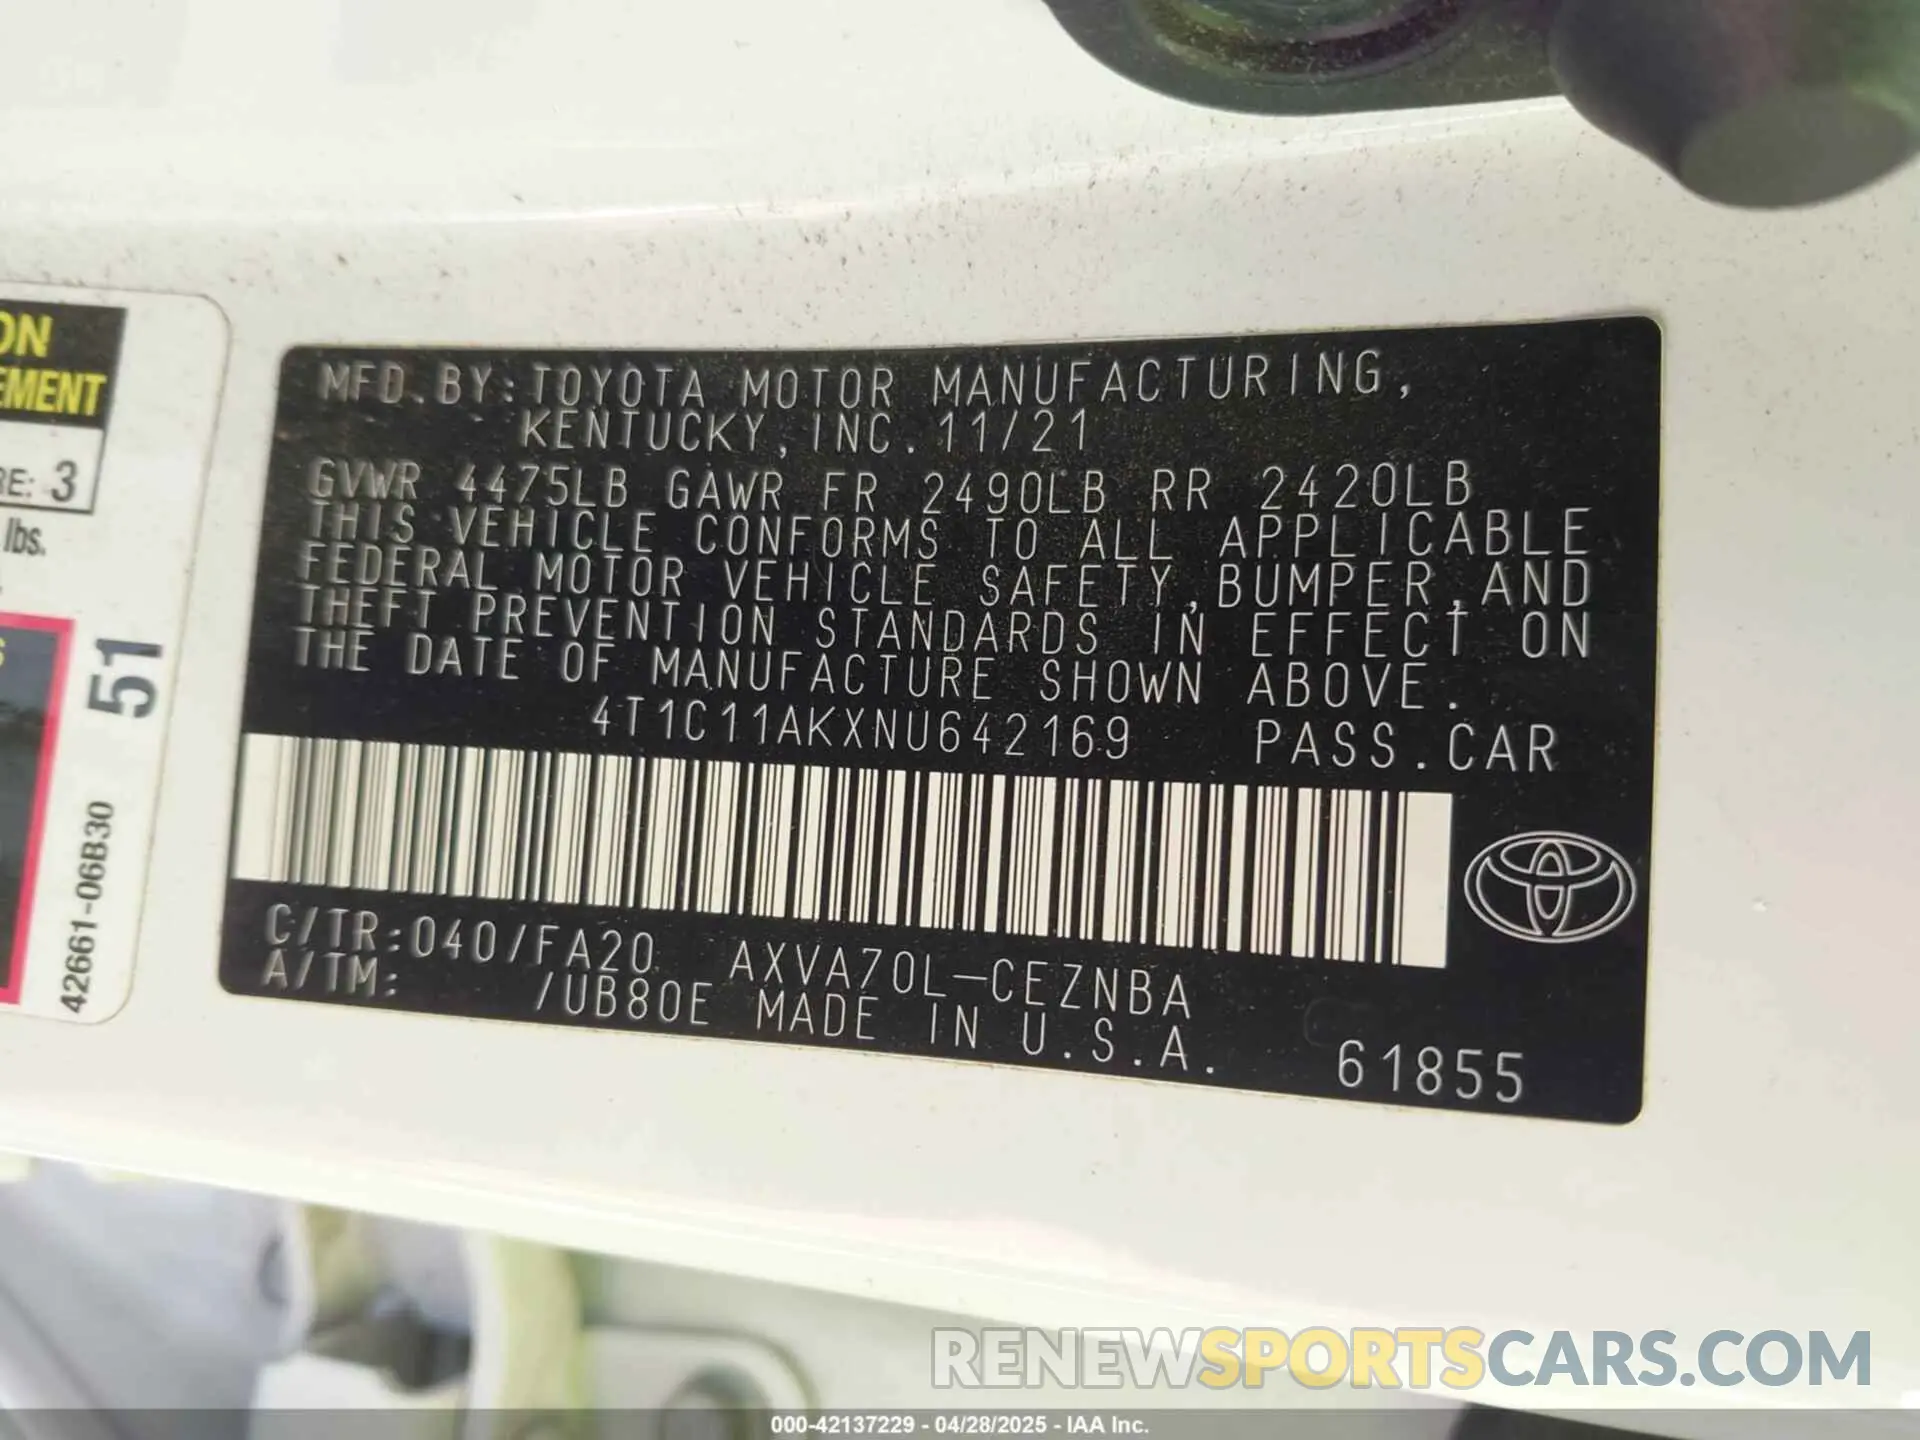 ON
EMENT
RE: 3
lbs.
51
42661-06B30
MFD.BY:TOYOTA MOTOR MANUFACTURING,
KENTUCKY,INC.11/21
GVWR 4475LB GAWR FR 2490LB RR 2420LB
THIS VEHICLE CONFORMS TO ALL APPLICABLE
FEDERAL MOTOR VEHICLE SAFETY,BUMPER,AND
THEFT PREVENTION STANDARDS IN EFFECT ON
THE DATE OF MANUFACTURE SHOWN ABOVE.
4T1C11AKXNU642169 PASS.CAR
C/TR:040/FA20 AXVA70L-CEZNBA
A/TM: /UB80E MADE IN U.S.A.
61855
RENEWSPORTSCARS.COM
000-42137229 - 04/28/2025 - IAA Inc.